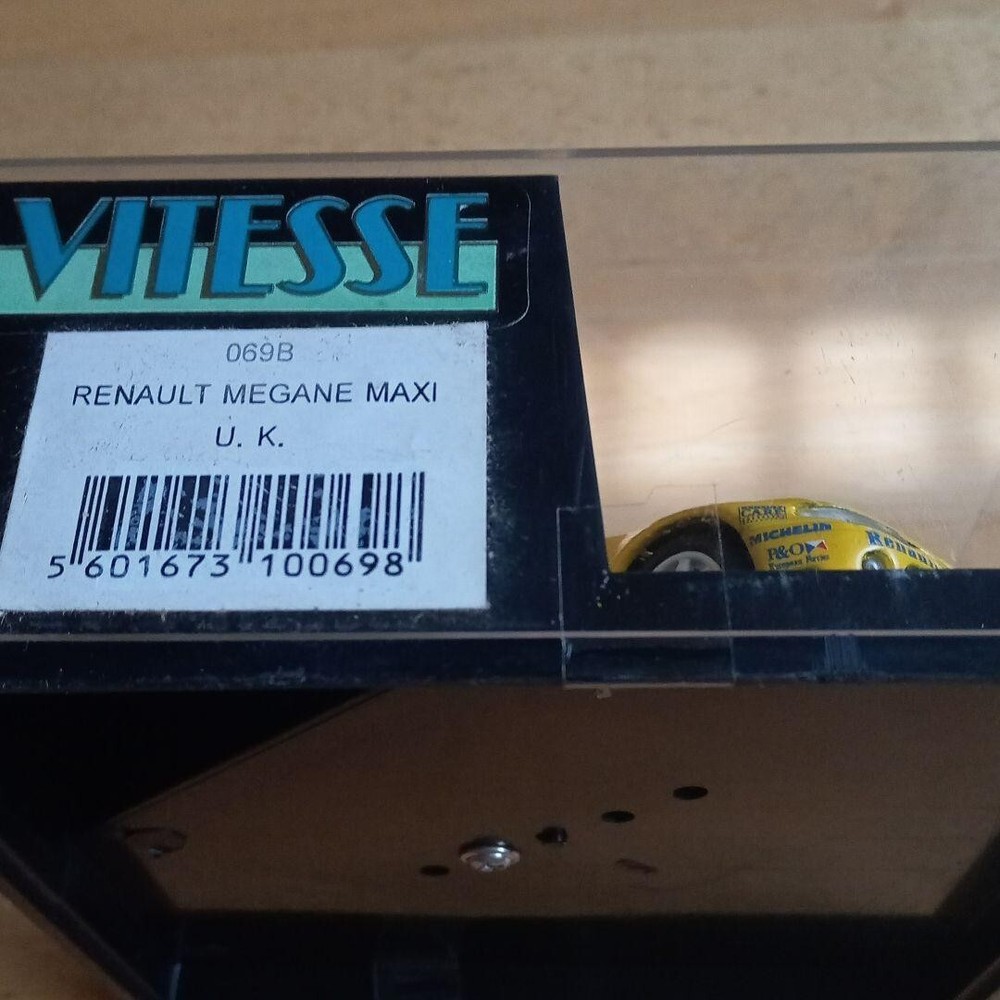 VITESSE
069B
RENAULT MEGANE MAXI
U. K.
5 601673 100698
MICHELIN
P&O